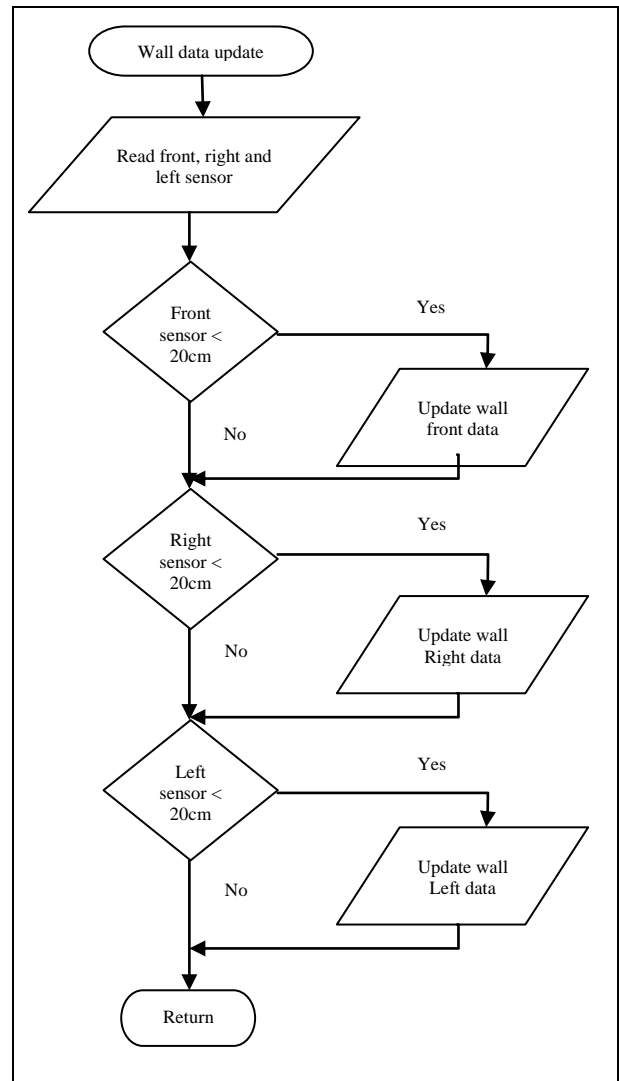 Wall data update
Read front, right and
left sensor
Front
sensor <
20cm
Yes
Update wall
front data
No
Right
sensor <
20cm
Yes
Update wall
Right data
No
Left
sensor <
20cm
Yes
Update wall
Left data
No
Return